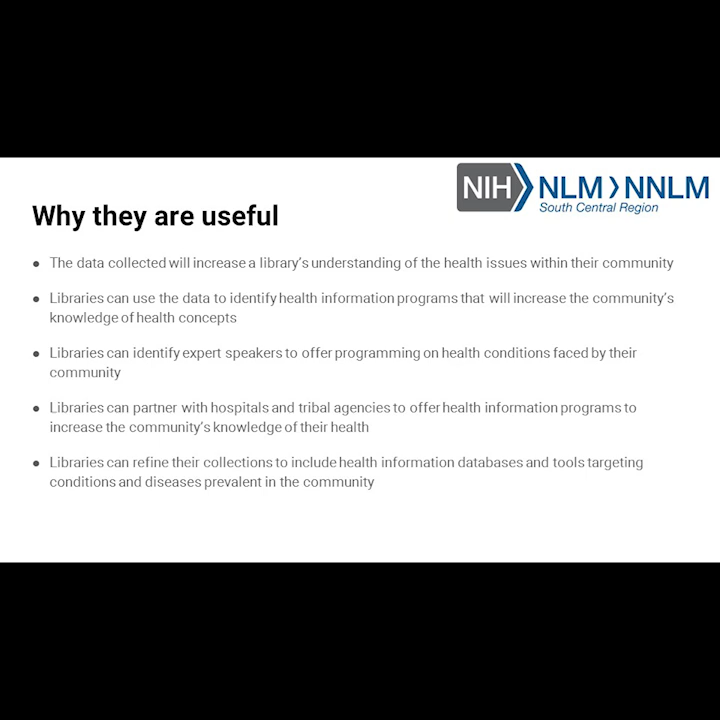 NIH NLM NNLM
South Central Region
Why they are useful
● The data collected will increase a library's understanding of the health issues within their community
● Libraries can use the data to identify health information programs that will increase the community's
knowledge of health concepts
● Libraries can identify expert speakers to offer programming on health conditions faced by their
community
● Libraries can partner with hospitals and tribal agencies to offer health information programs to
increase the community's knowledge of their health
● Libraries can refine their collections to include health information databases and tools targeting
conditions and diseases prevalent in the community